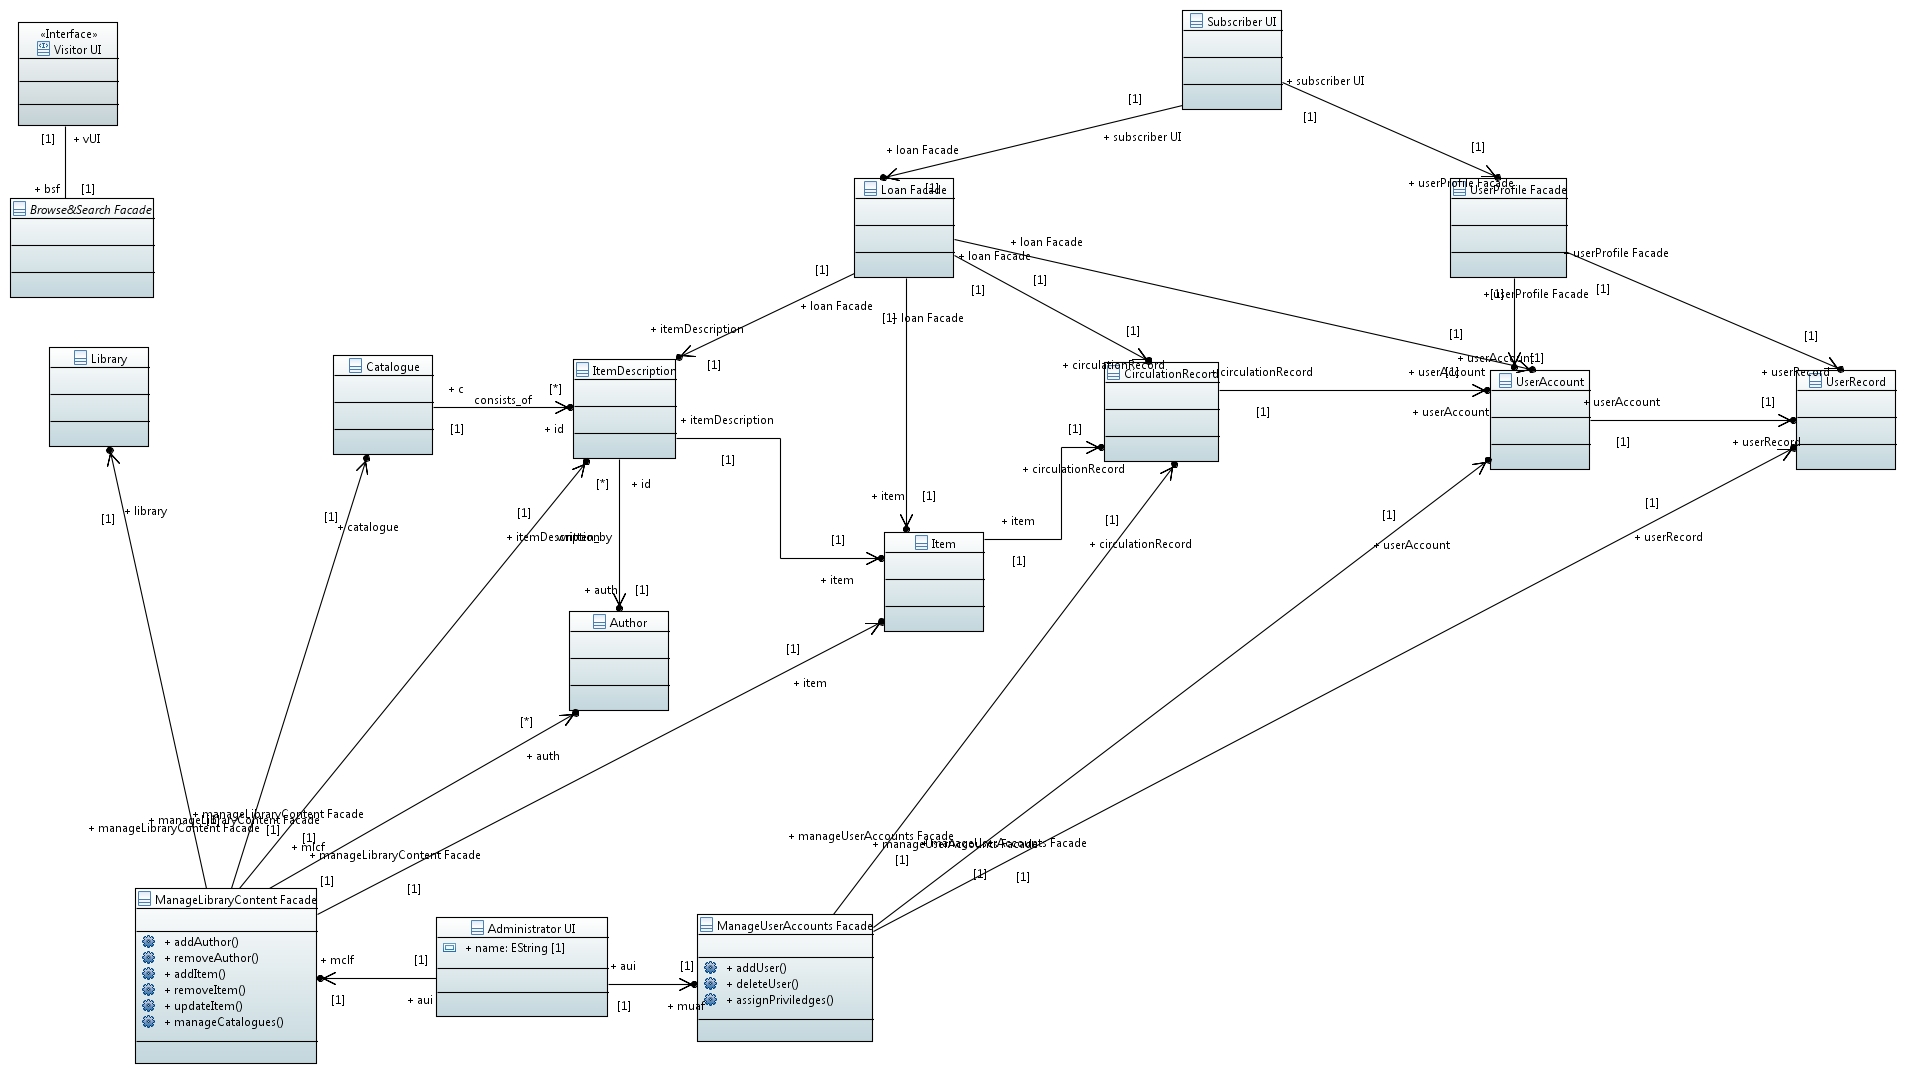 «Interface»
Visitor UI
[1] + vUI
+ bsf [1]
Browse&Search Facade
Subscriber UI
+ subscriber UI
[1]
[1]
+ subscriber UI
+ loan Facade
[1]
Loan Facade
[1]
+ userProfile Facade
UserProfile Facade
+ loan Facade
+ loan Facade
[1]
[1]
[1]
+ loan Facade
[1]
+ loan Facade
+ itemDescription
[1]
userProfile Facade
[1]
+ userProfile Facade
[1]
[1]
+ circulationRecord
CirculationRecord
+ circulationRecord
[1]
[1]
+ userAccount
[1]
+ userAccount
[1]
+ userAccount
UserAccount
[1]
+ userRecord
UserRecord
+ userAccount
[1]
[1]
+ userRecord
Library
Catalogue
+ c
consists_of
[*]
[1]
+ id
ItemDescription
+ itemDescription
[1]
[*] + id
written_by
+ auth [1]
Author
[1]
+ item
+ item [1]
Item
+ item
[1]
[1]
+ circulationRecord
[1]
+ library
[1]
+ catalogue
[1]
+ itemDescription
[*]
+ auth
[1]
+ item
[1]
+ circulationRecord
[1]
+ userAccount
[1]
+ userRecord
+ manageLibraryContent Facade
+ manageLibraryContent Facade
+ manageLibraryContent Facade
[1]
[1]
[1]
+ mlcf
+ manageLibraryContent Facade
[1]
[1]
+ manageUserAccounts Facade
+ manageUserAccounts Facade
+ manageUserAccounts Facade
[1]
[1]
[1]
ManageLibraryContent Facade
+ addAuthor()
+ removeAuthor()
+ addItem()
+ removeItem()
+ updateItem()
+ manageCatalogues()
+ mclf
[1]
[1]
+ aui
Administrator UI
+ name: EString [1]
+ aui
[1]
[1]
+ muaf
ManageUserAccounts Facade
+ addUser()
+ deleteUser()
+ assignPriviledges()